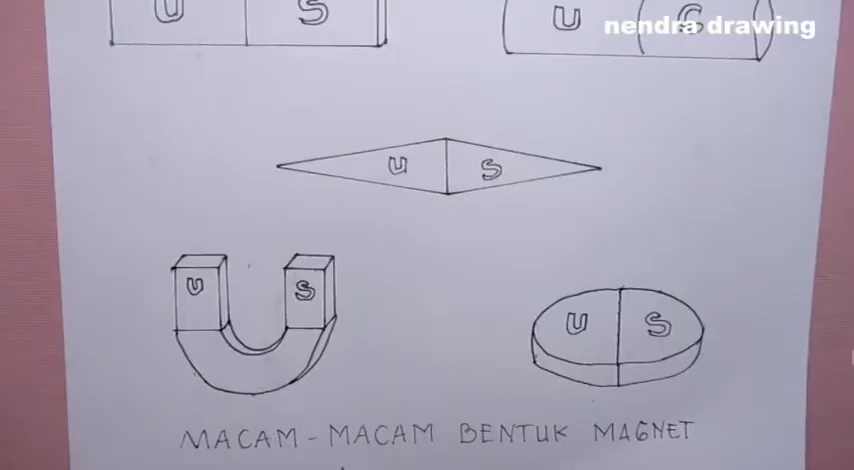 nendra drawing
U S
U S
U S
U S
U S
MACAM - MACAM BENTUK MAGNET